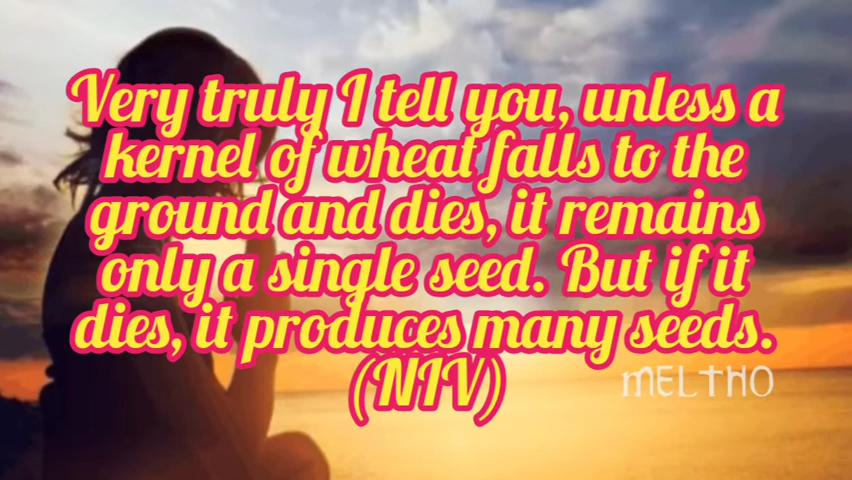 Very truly I tell you, unless a
kernel of wheat falls to the
ground and dies, it remains
only a single seed. But if it
dies, it produces many seeds.
(NIV)
MELTHO